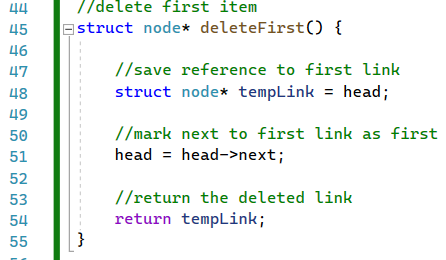 44 //delete first item
45 struct node* deleteFirst() {
46
47 //save reference to first link
48 struct node* tempLink = head;
49
50 //mark next to first link as first
51 head = head->next;
52
53 //return the deleted link
54 return tempLink;
55 }